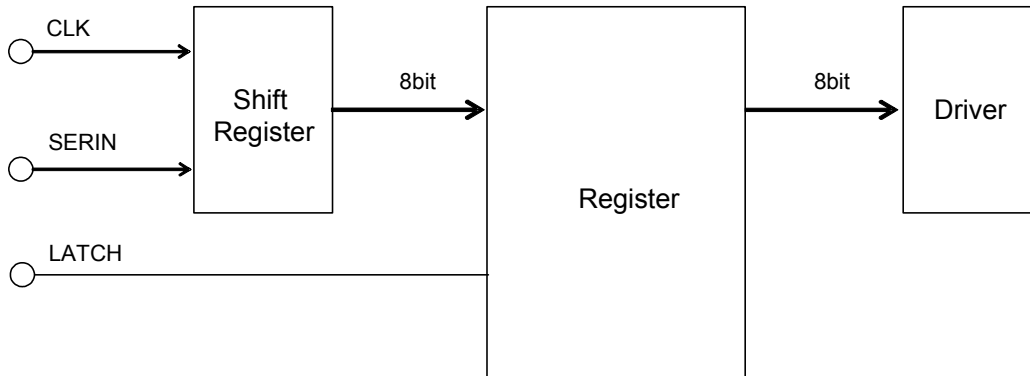 CLK
8bit
8bit
Shift
Register
Driver
SERIN
Register
LATCH